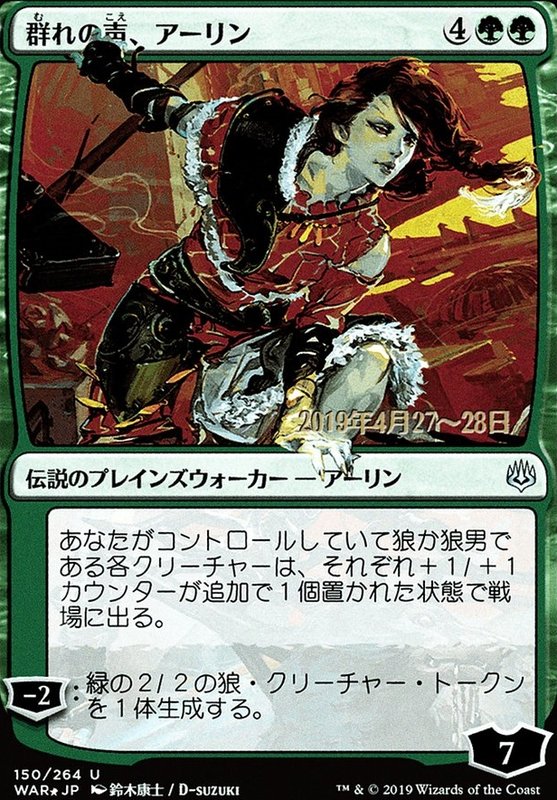 群れの声、アーリン
む こえ
4
2019年4月27～28日
伝説のプレインズウォーカー ― アーリン
あなたがコントロールしていて狼か狼男で
ある各クリーチャーは、それぞれ＋1/＋1
カウンターが追加で1個置かれた状態で戦
場に出る。
-2 :緑の2/2の狼・クリーチャー・トークン
を1体生成する。
7
150/264 U
WAR★JP 鈴木康士 / D-SUZUKI
™ & © 2019 Wizards of the Coast